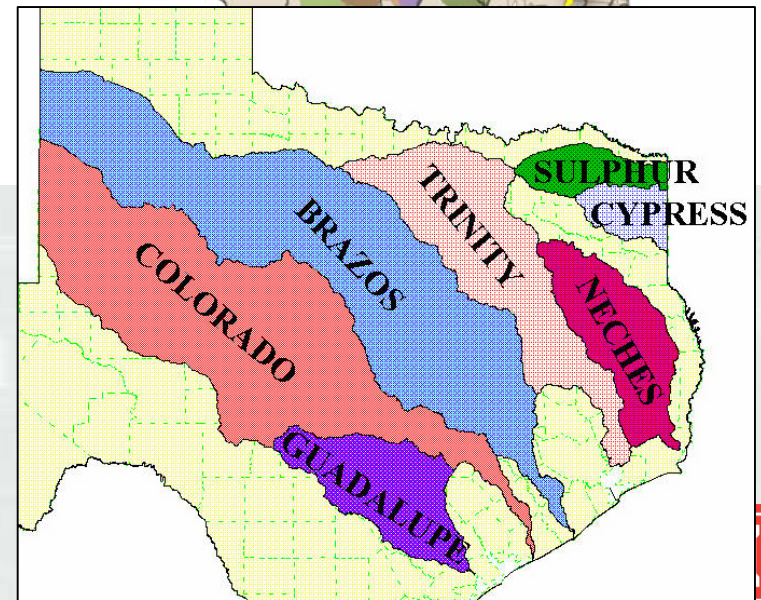 SULPHUR
CYPRESS
TRINITY
BRAZOS
COLORADO
NECHES
GUADALUPE